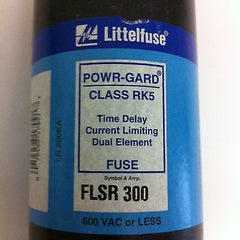 Littelfuse
POWR-GARD®
CLASS RK5
Time Delay
Current Limiting
Dual Element
FUSE
Symbol & Amp.
FLSR 300
600 VAC or LESS